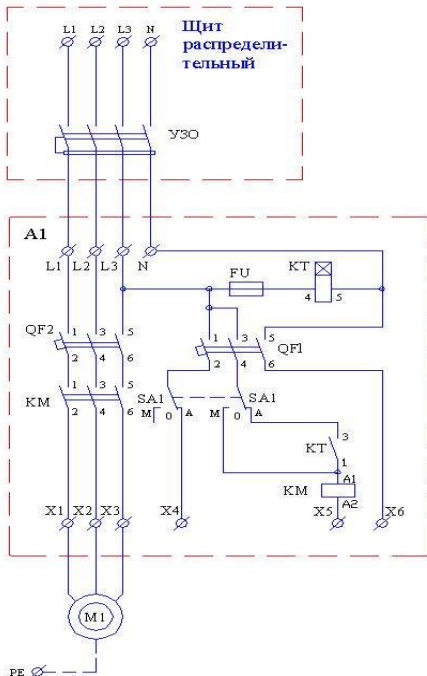 L1 L2 L3 N
Щит
распредели-
тельный
УЗО
A1
L1 L2 L3 N
FU KT
4 5
QF2 1 3 5
2 4 6
1 3 5
2 4 6
QF1
KM 1 3 5
2 4 6
SA1 SA1
M 0 A M 0 A
KT 3
1
KM A1
A2
X1 X2 X3 X4 X5 X6
M1
PE